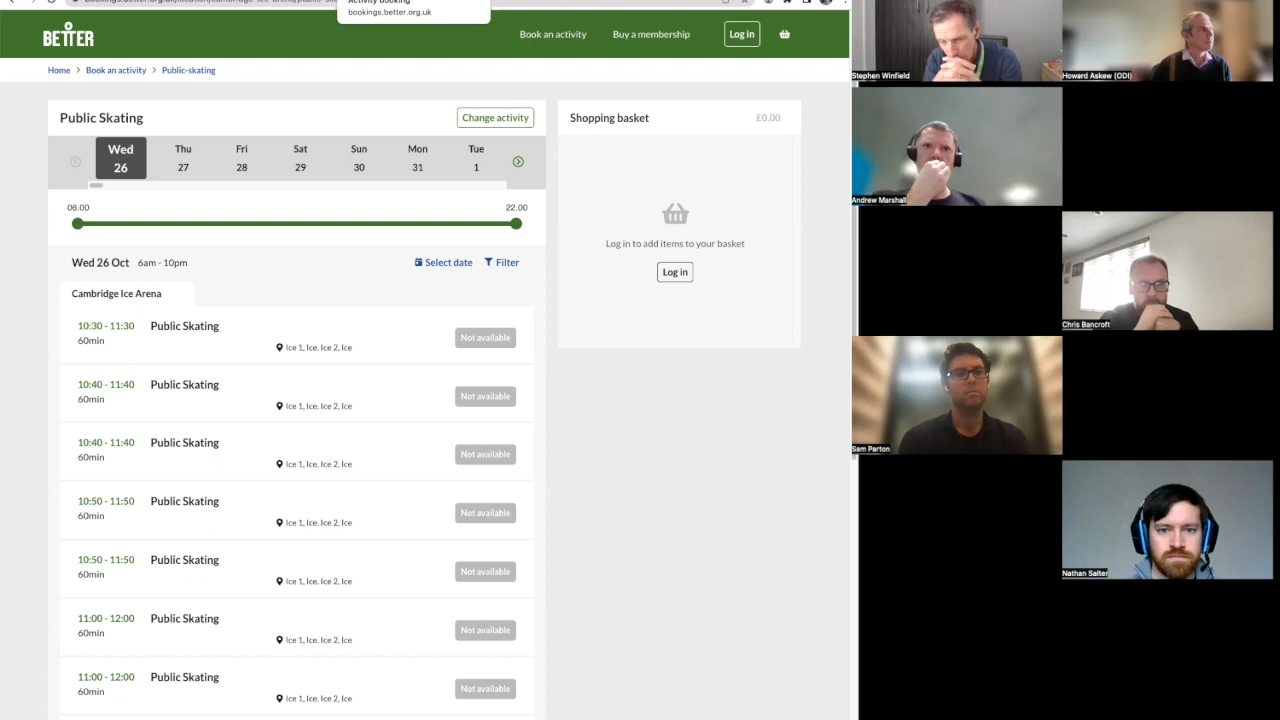 Activity booking
bookings.better.org.uk
BETTER
Book an activity
Buy a membership
Log in
Home
Book an activity
Public-skating
Public Skating
Change activity
Wed
26
Thu
27
Fri
28
Sat
29
Sun
30
Mon
31
Tue
1
06.00
22.00
Wed 26 Oct
6am - 10pm
Select date
Filter
Cambridge Ice Arena
10:30 - 11:30
Public Skating
60min
Ice 1, Ice. Ice 2, Ice
Not available
10:40 - 11:40
Public Skating
60min
Ice 1, Ice. Ice 2, Ice
Not available
10:40 - 11:40
Public Skating
60min
Ice 1, Ice. Ice 2, Ice
Not available
10:50 - 11:50
Public Skating
60min
Ice 1, Ice. Ice 2, Ice
Not available
10:50 - 11:50
Public Skating
60min
Ice 1, Ice. Ice 2, Ice
Not available
11:00 - 12:00
Public Skating
60min
Ice 1, Ice. Ice 2, Ice
Not available
11:00 - 12:00
Public Skating
60min
Ice 1, Ice. Ice 2, Ice
Not available
Shopping basket
£0.00
Log in to add items to your basket
Log in
Stephen Winfield
Howard Askew (ODI)
Andrew Marshall
Chris Bancroft
Sam Parton
Nathan Salter